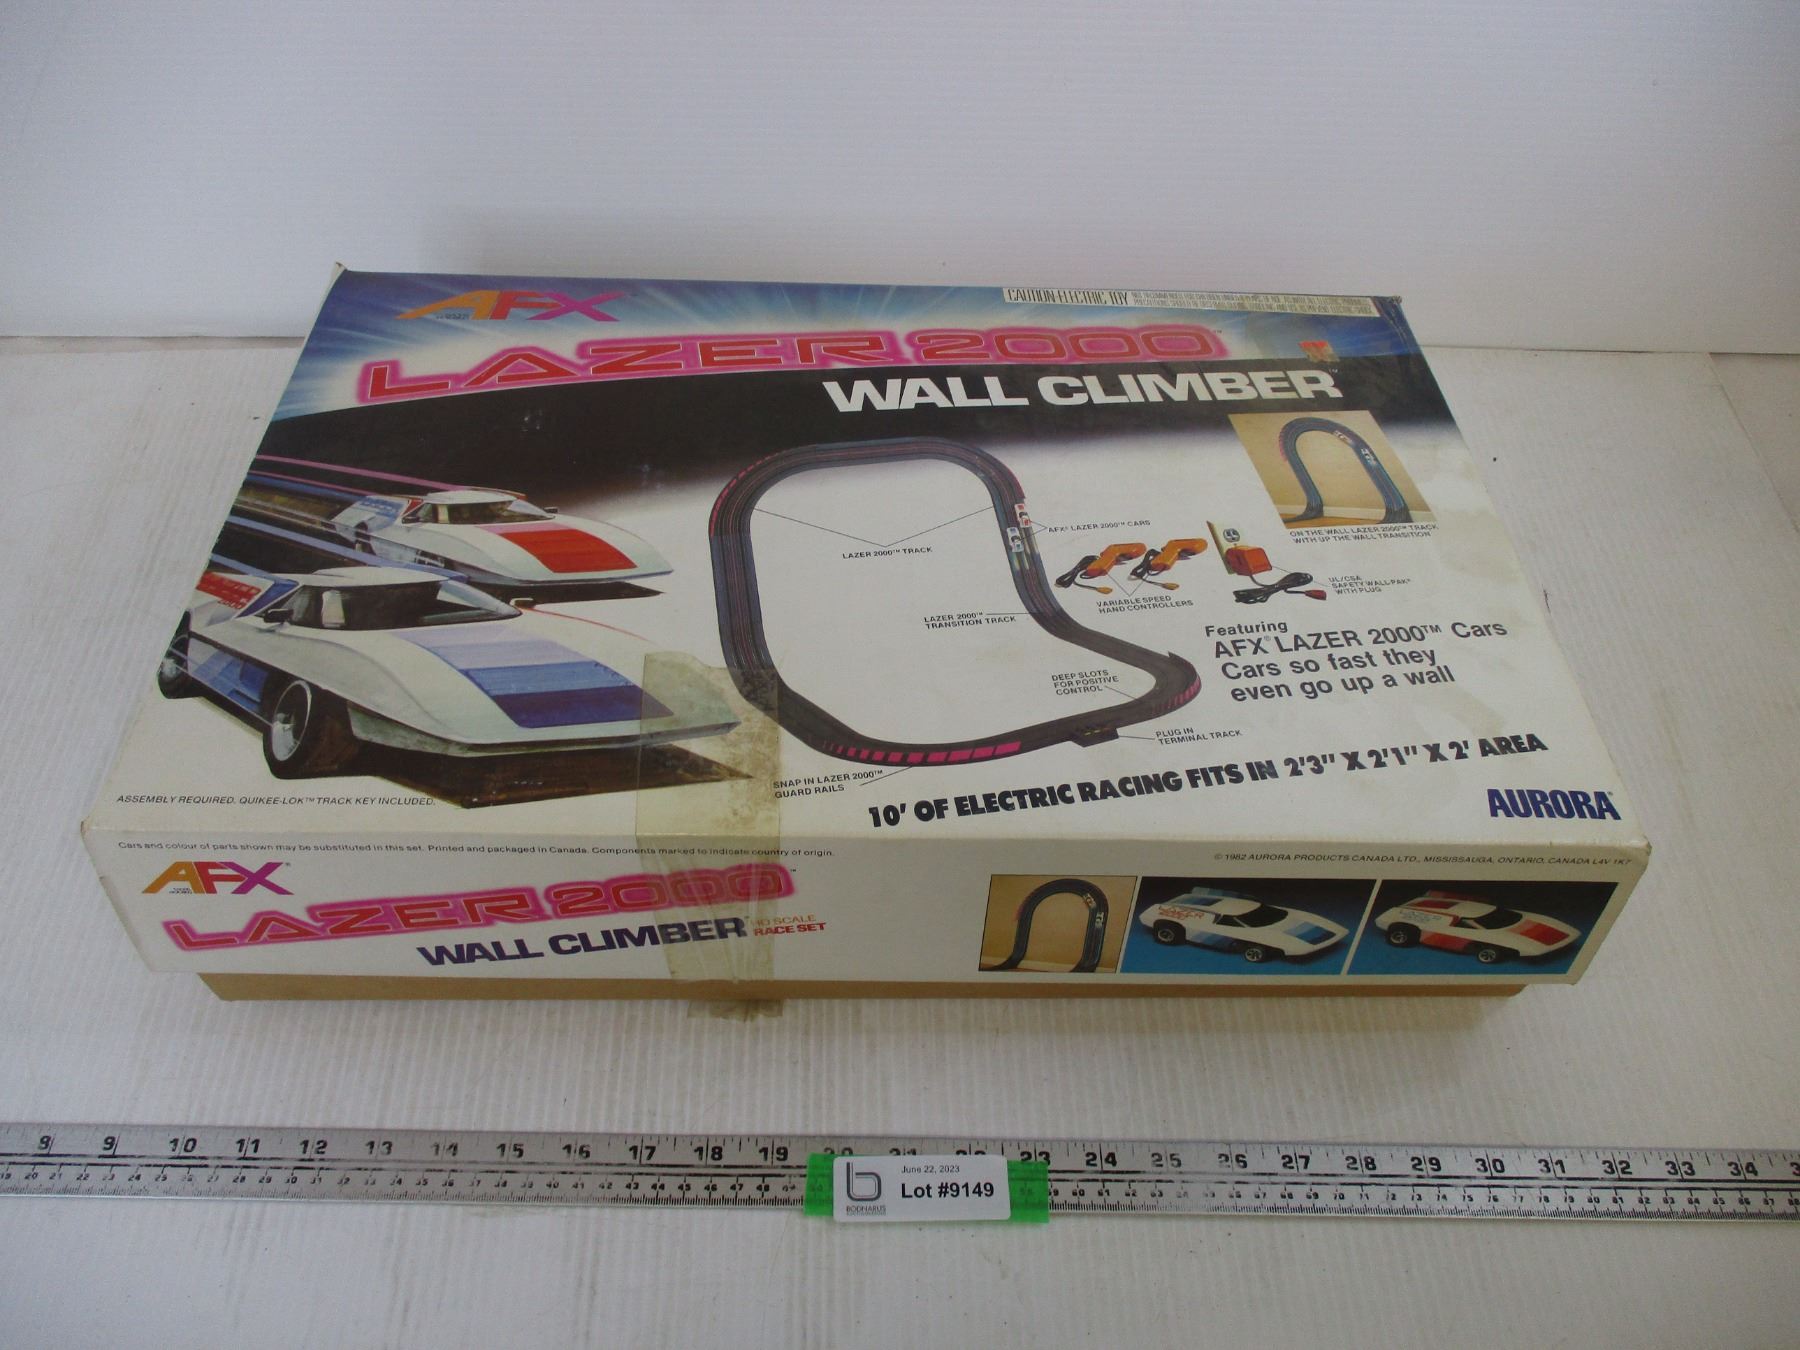 AFX
CAUTION-ELECTRIC TOY
LAZER 2000™
WALL CLIMBER™
ON THE WALL LAZER 2000™ TRACK
WITH UP THE WALL TRANSITION
AFX® LAZER 2000™ CARS
LAZER 2000™ TRACK
VARIABLE SPEED
HAND CONTROLLERS
UL/CSA
SAFETY WALL-PAK®
WITH PLUG
LAZER 2000™
TRANSITION TRACK
Featuring
AFX® LAZER 2000™ Cars
Cars so fast they
even go up a wall
DEEP SLOTS
FOR POSITIVE
CONTROL
PLUG IN
TERMINAL TRACK
SNAP IN LAZER 2000™
GUARD RAILS
10' OF ELECTRIC RACING FITS IN 2'3" X 2'1" X 2' AREA
ASSEMBLY REQUIRED. QUIKEE-LOK™ TRACK KEY INCLUDED.
AURORA®
Cars and colour of parts shown may be substituted in this set. Printed and packaged in Canada. Components marked to indicate country of origin.
© 1982 AURORA PRODUCTS CANADA LTD., MISSISSAUGA, ONTARIO, CANADA L4V 1K7
AFX™
LAZER 2000™
WALL CLIMBER™ HO SCALE
RACE SET
LAZER
2000
9 10 11 12 13 14 15 16 17 18 19 23 24 25 26 27 28 29 30 31 32 33 34
June 22, 2023
Lot #9149
BODNARUS